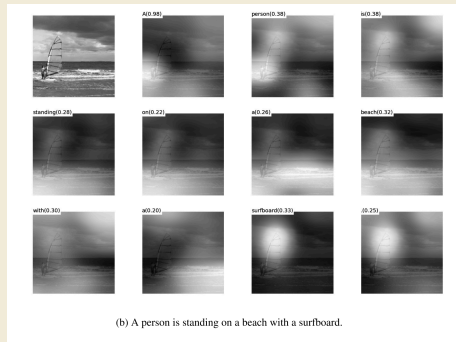 A(0.98)
person(0.38)
is(0.38)
standing(0.28)
on(0.22)
a(0.26)
beach(0.32)
with(0.30)
a(0.20)
surfboard(0.33)
.(0.25)
(b) A person is standing on a beach with a surfboard.